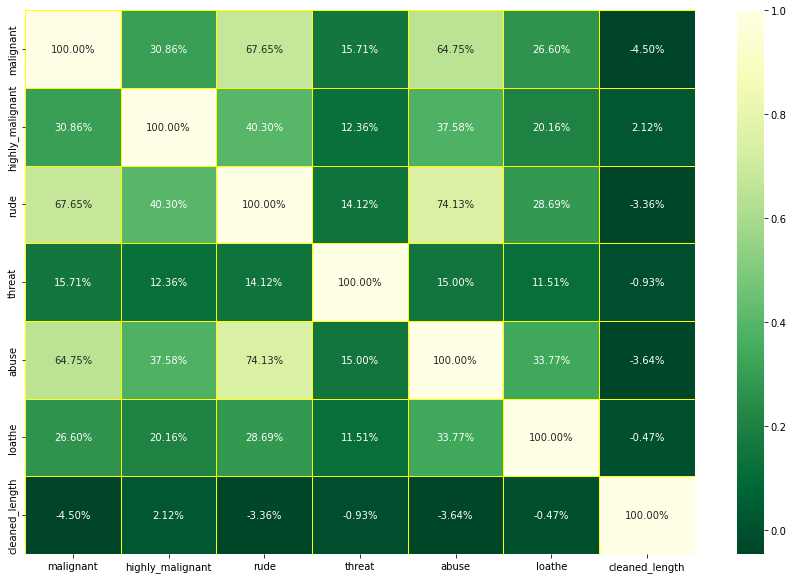 malignant 100.00% 30.86% 67.65% 15.71% 64.75% 26.60% -4.50%
highly_malignant 30.86% 100.00% 40.30% 12.36% 37.58% 20.16% 2.12%
rude 67.65% 40.30% 100.00% 14.12% 74.13% 28.69% -3.36%
threat 15.71% 12.36% 14.12% 100.00% 15.00% 11.51% -0.93%
abuse 64.75% 37.58% 74.13% 15.00% 100.00% 33.77% -3.64%
loathe 26.60% 20.16% 28.69% 11.51% 33.77% 100.00% -0.47%
cleaned_length -4.50% 2.12% -3.36% -0.93% -3.64% -0.47% 100.00%
malignant highly_malignant rude threat abuse loathe cleaned_length
1.0
0.8
0.6
0.4
0.2
0.0